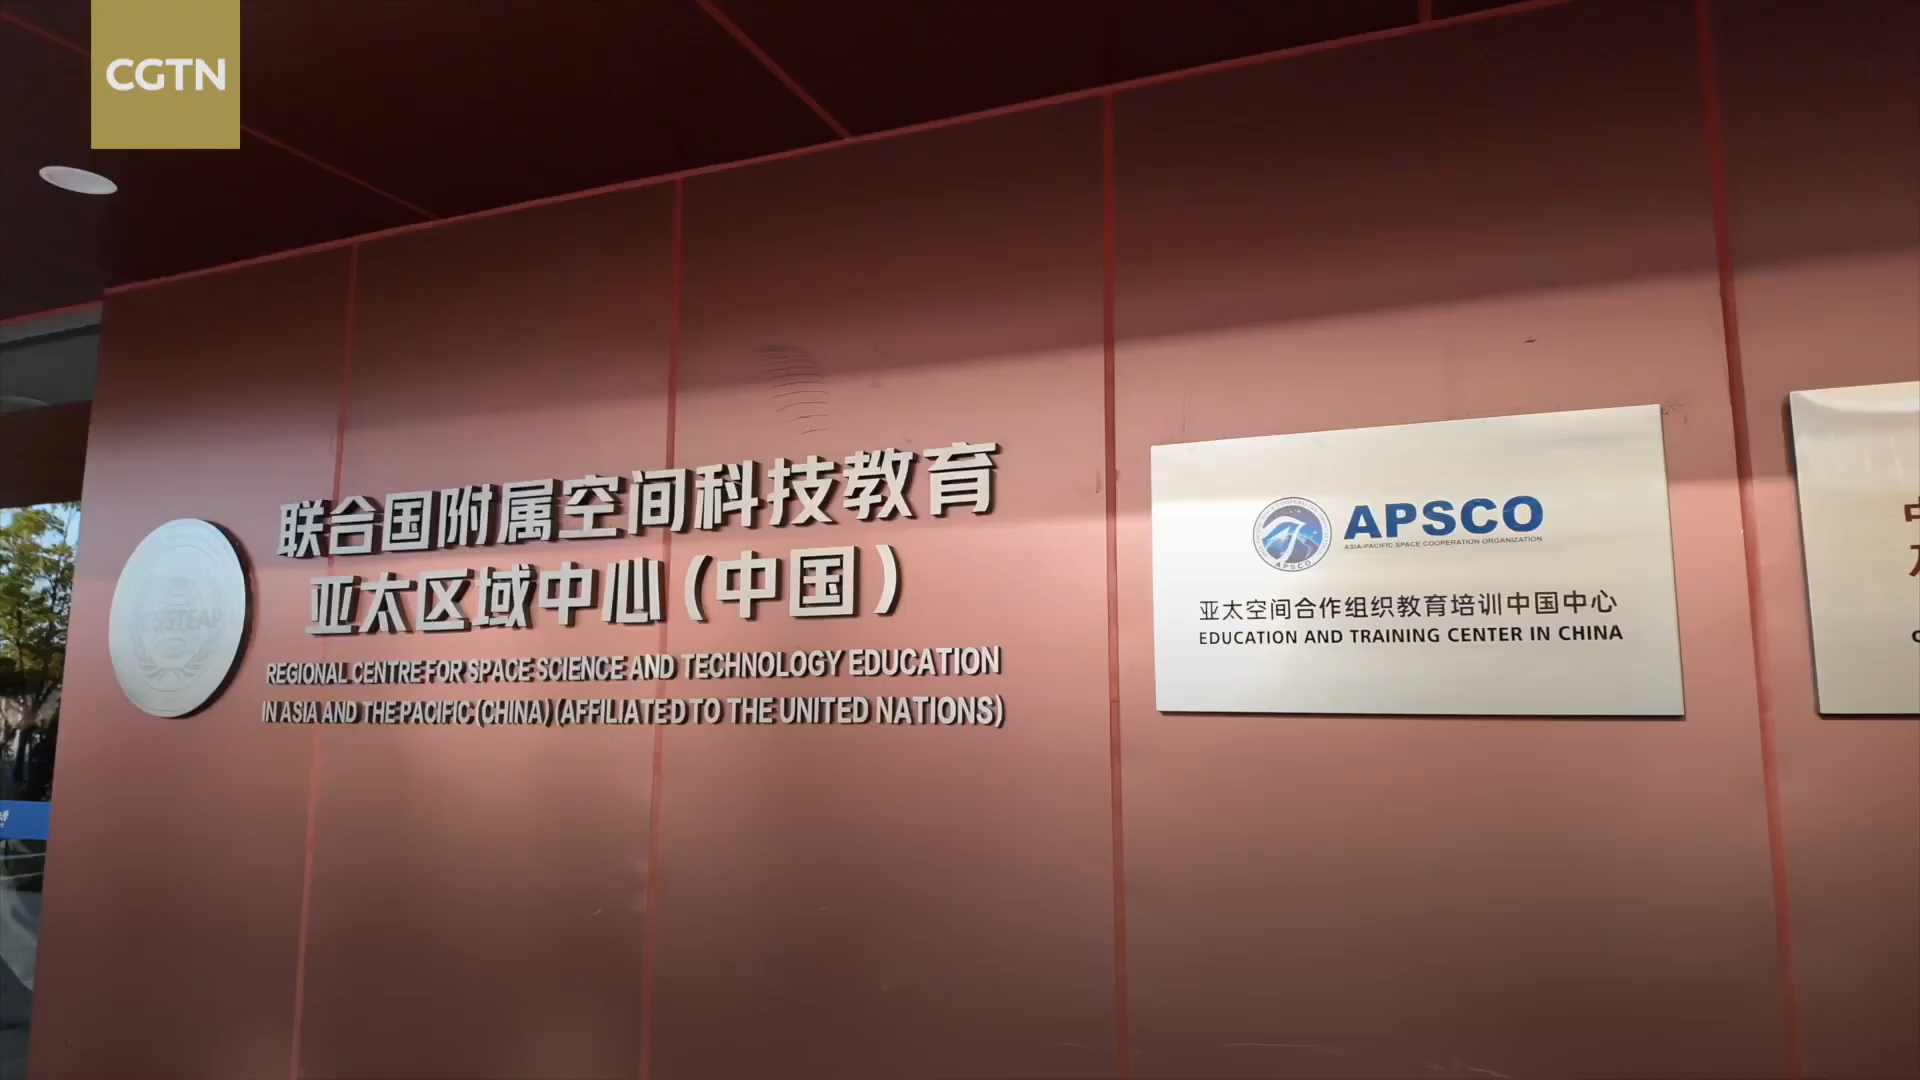 CGTN
联合国附属空间科技教育
亚太区域中心(中国)
REGIONAL CENTRE FOR SPACE SCIENCE AND TECHNOLOGY EDUCATION
IN ASIA AND THE PACIFIC (CHINA) (AFFILIATED TO THE UNITED NATIONS)
APSCO
ASIA-PACIFIC SPACE COOPERATION ORGANIZATION
APSCO
亚太空间合作组织教育培训中国中心
EDUCATION AND TRAINING CENTER IN CHINA